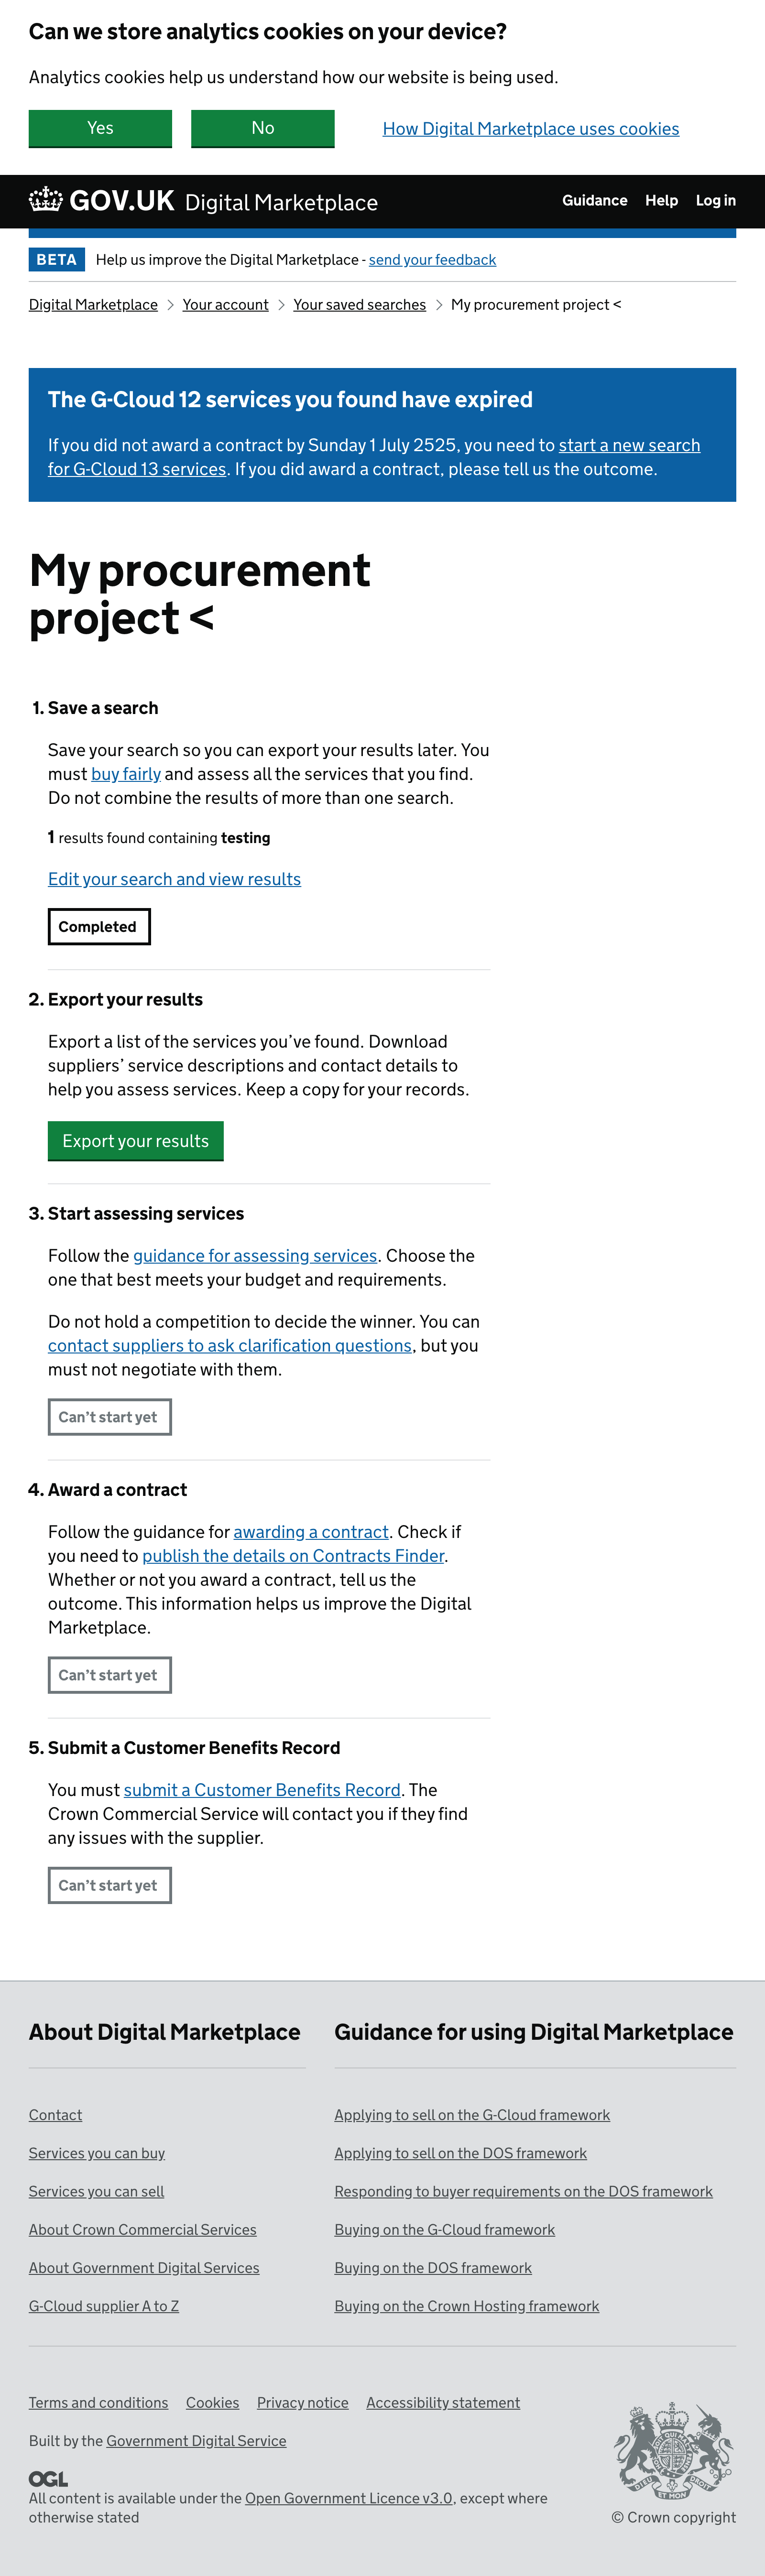 Can we store analytics cookies on your device?
Analytics cookies help us understand how our website is being used.
Yes
No
How Digital Marketplace uses cookies
GOV.UK Digital Marketplace
Guidance
Help
Log in
BETA
Help us improve the Digital Marketplace - send your feedback
Digital Marketplace
Your account
Your saved searches
My procurement project <
The G-Cloud 12 services you found have expired
If you did not award a contract by Sunday 1 July 2525, you need to start a new search
for G-Cloud 13 services. If you did award a contract, please tell us the outcome.
My procurement
project <
1. Save a search
Save your search so you can export your results later. You
must buy fairly and assess all the services that you find.
Do not combine the results of more than one search.
1 results found containing testing
Edit your search and view results
Completed
2. Export your results
Export a list of the services you’ve found. Download
suppliers’ service descriptions and contact details to
help you assess services. Keep a copy for your records.
Export your results
3. Start assessing services
Follow the guidance for assessing services. Choose the
one that best meets your budget and requirements.
Do not hold a competition to decide the winner. You can
contact suppliers to ask clarification questions, but you
must not negotiate with them.
Can’t start yet
4. Award a contract
Follow the guidance for awarding a contract. Check if
you need to publish the details on Contracts Finder.
Whether or not you award a contract, tell us the
outcome. This information helps us improve the Digital
Marketplace.
Can’t start yet
5. Submit a Customer Benefits Record
You must submit a Customer Benefits Record. The
Crown Commercial Service will contact you if they find
any issues with the supplier.
Can’t start yet
About Digital Marketplace
Contact
Services you can buy
Services you can sell
About Crown Commercial Services
About Government Digital Services
G-Cloud supplier A to Z
Guidance for using Digital Marketplace
Applying to sell on the G-Cloud framework
Applying to sell on the DOS framework
Responding to buyer requirements on the DOS framework
Buying on the G-Cloud framework
Buying on the DOS framework
Buying on the Crown Hosting framework
Terms and conditions
Cookies
Privacy notice
Accessibility statement
Built by the Government Digital Service
OGL
All content is available under the Open Government Licence v3.0, except where
otherwise stated
DIEU ET MON DROIT
© Crown copyright